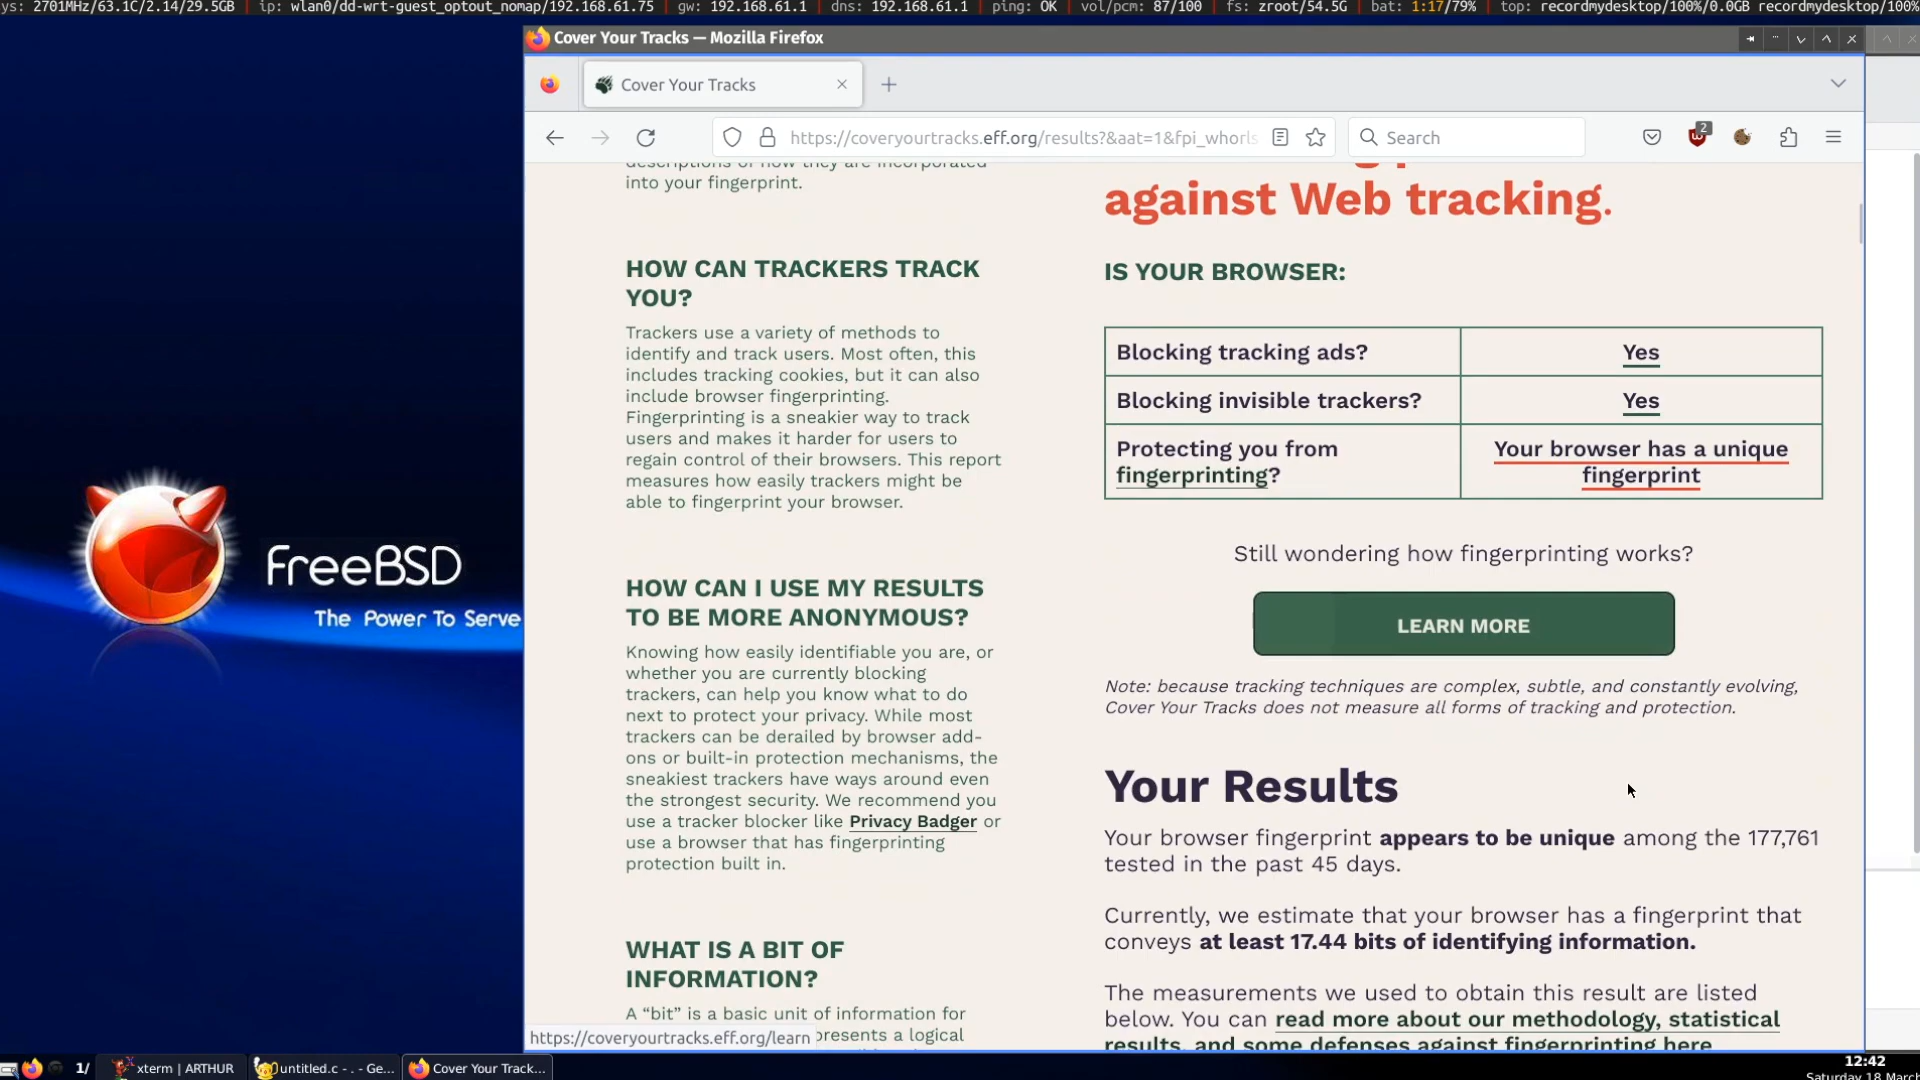 ys: 2701MHz/63.1C/2.14/29.5GB | ip: wlan0/dd-wrt-guest_optout_nomap/192.168.61.75 | gw: 192.168.61.1 | dns: 192.168.61.1 | ping: OK | vol/pcm: 87/100 | fs: zroot/54.5G | bat: 1:17/79% | top: recordmydesktop/100%/0.0GB recordmydesktop/100%
Cover Your Tracks — Mozilla Firefox
Cover Your Tracks
https://coveryourtracks.eff.org/results?&aat=1&fpi_whorls
Search
2
descriptions of how they are incorporated
into your fingerprint.
HOW CAN TRACKERS TRACK
YOU?
Trackers use a variety of methods to
identify and track users. Most often, this
includes tracking cookies, but it can also
include browser fingerprinting.
Fingerprinting is a sneakier way to track
users and makes it harder for users to
regain control of their browsers. This report
measures how easily trackers might be
able to fingerprint your browser.
HOW CAN I USE MY RESULTS
TO BE MORE ANONYMOUS?
Knowing how easily identifiable you are, or
whether you are currently blocking
trackers, can help you know what to do
next to protect your privacy. While most
trackers can be derailed by browser add-
ons or built-in protection mechanisms, the
sneakiest trackers have ways around even
the strongest security. We recommend you
use a tracker blocker like Privacy Badger or
use a browser that has fingerprinting
protection built in.
WHAT IS A BIT OF
INFORMATION?
A “bit” is a basic unit of information for
presents a logical
https://coveryourtracks.eff.org/learn
against Web tracking.
IS YOUR BROWSER:
Blocking tracking ads? Yes
Blocking invisible trackers? Yes
Protecting you from
fingerprinting?
Your browser has a unique
fingerprint
Still wondering how fingerprinting works?
LEARN MORE
Note: because tracking techniques are complex, subtle, and constantly evolving,
Cover Your Tracks does not measure all forms of tracking and protection.
Your Results
Your browser fingerprint appears to be unique among the 177,761
tested in the past 45 days.
Currently, we estimate that your browser has a fingerprint that
conveys at least 17.44 bits of identifying information.
The measurements we used to obtain this result are listed
below. You can read more about our methodology, statistical
results, and some defenses against fingerprinting here
FreeBSD
The Power To Serve
1/
xterm | ARTHUR
untitled.c - . - Ge...
Cover Your Track...
12:42
Saturday 18 March